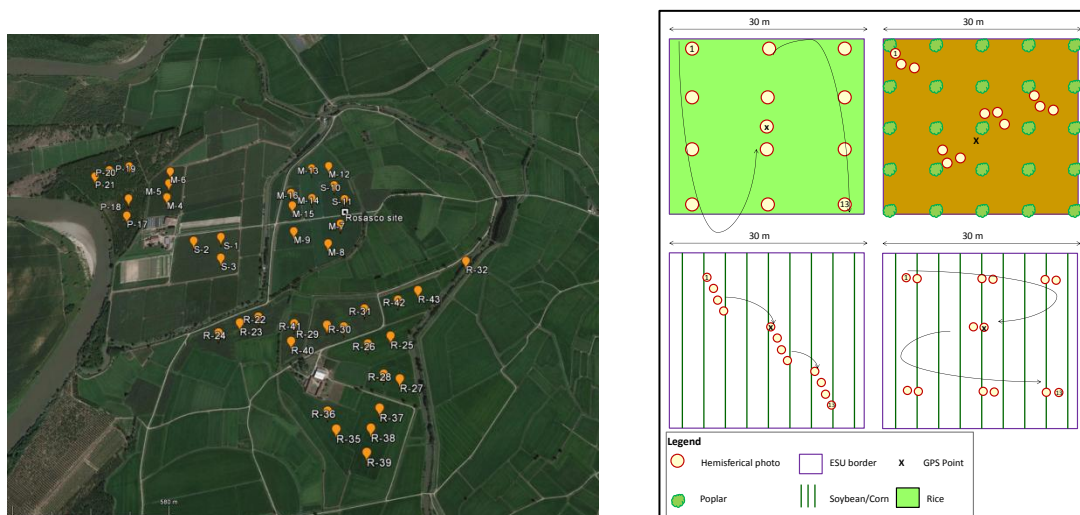 P-20
P-19
P-21
M-6
M-5
M-4
P-18
P-17
M-13
M-12
S-10
M-16
M-14
S-11
M-15
Rosasco site
M-7
M-9
M-8
S-2
S-1
S-3
R-32
R-43
R-42
R-31
R-22
R-23
R-24
R-41
R-29
R-30
R-40
R-26
R-25
R-28
R-27
R-36
R-37
R-35
R-38
R-39
580 m
30 m
30 m
1
x
13
1
x
30 m
30 m
1
x
13
1
x
13
Legend
Hemisferical photo
ESU border
x
GPS Point
Poplar
Soybean/Corn
Rice